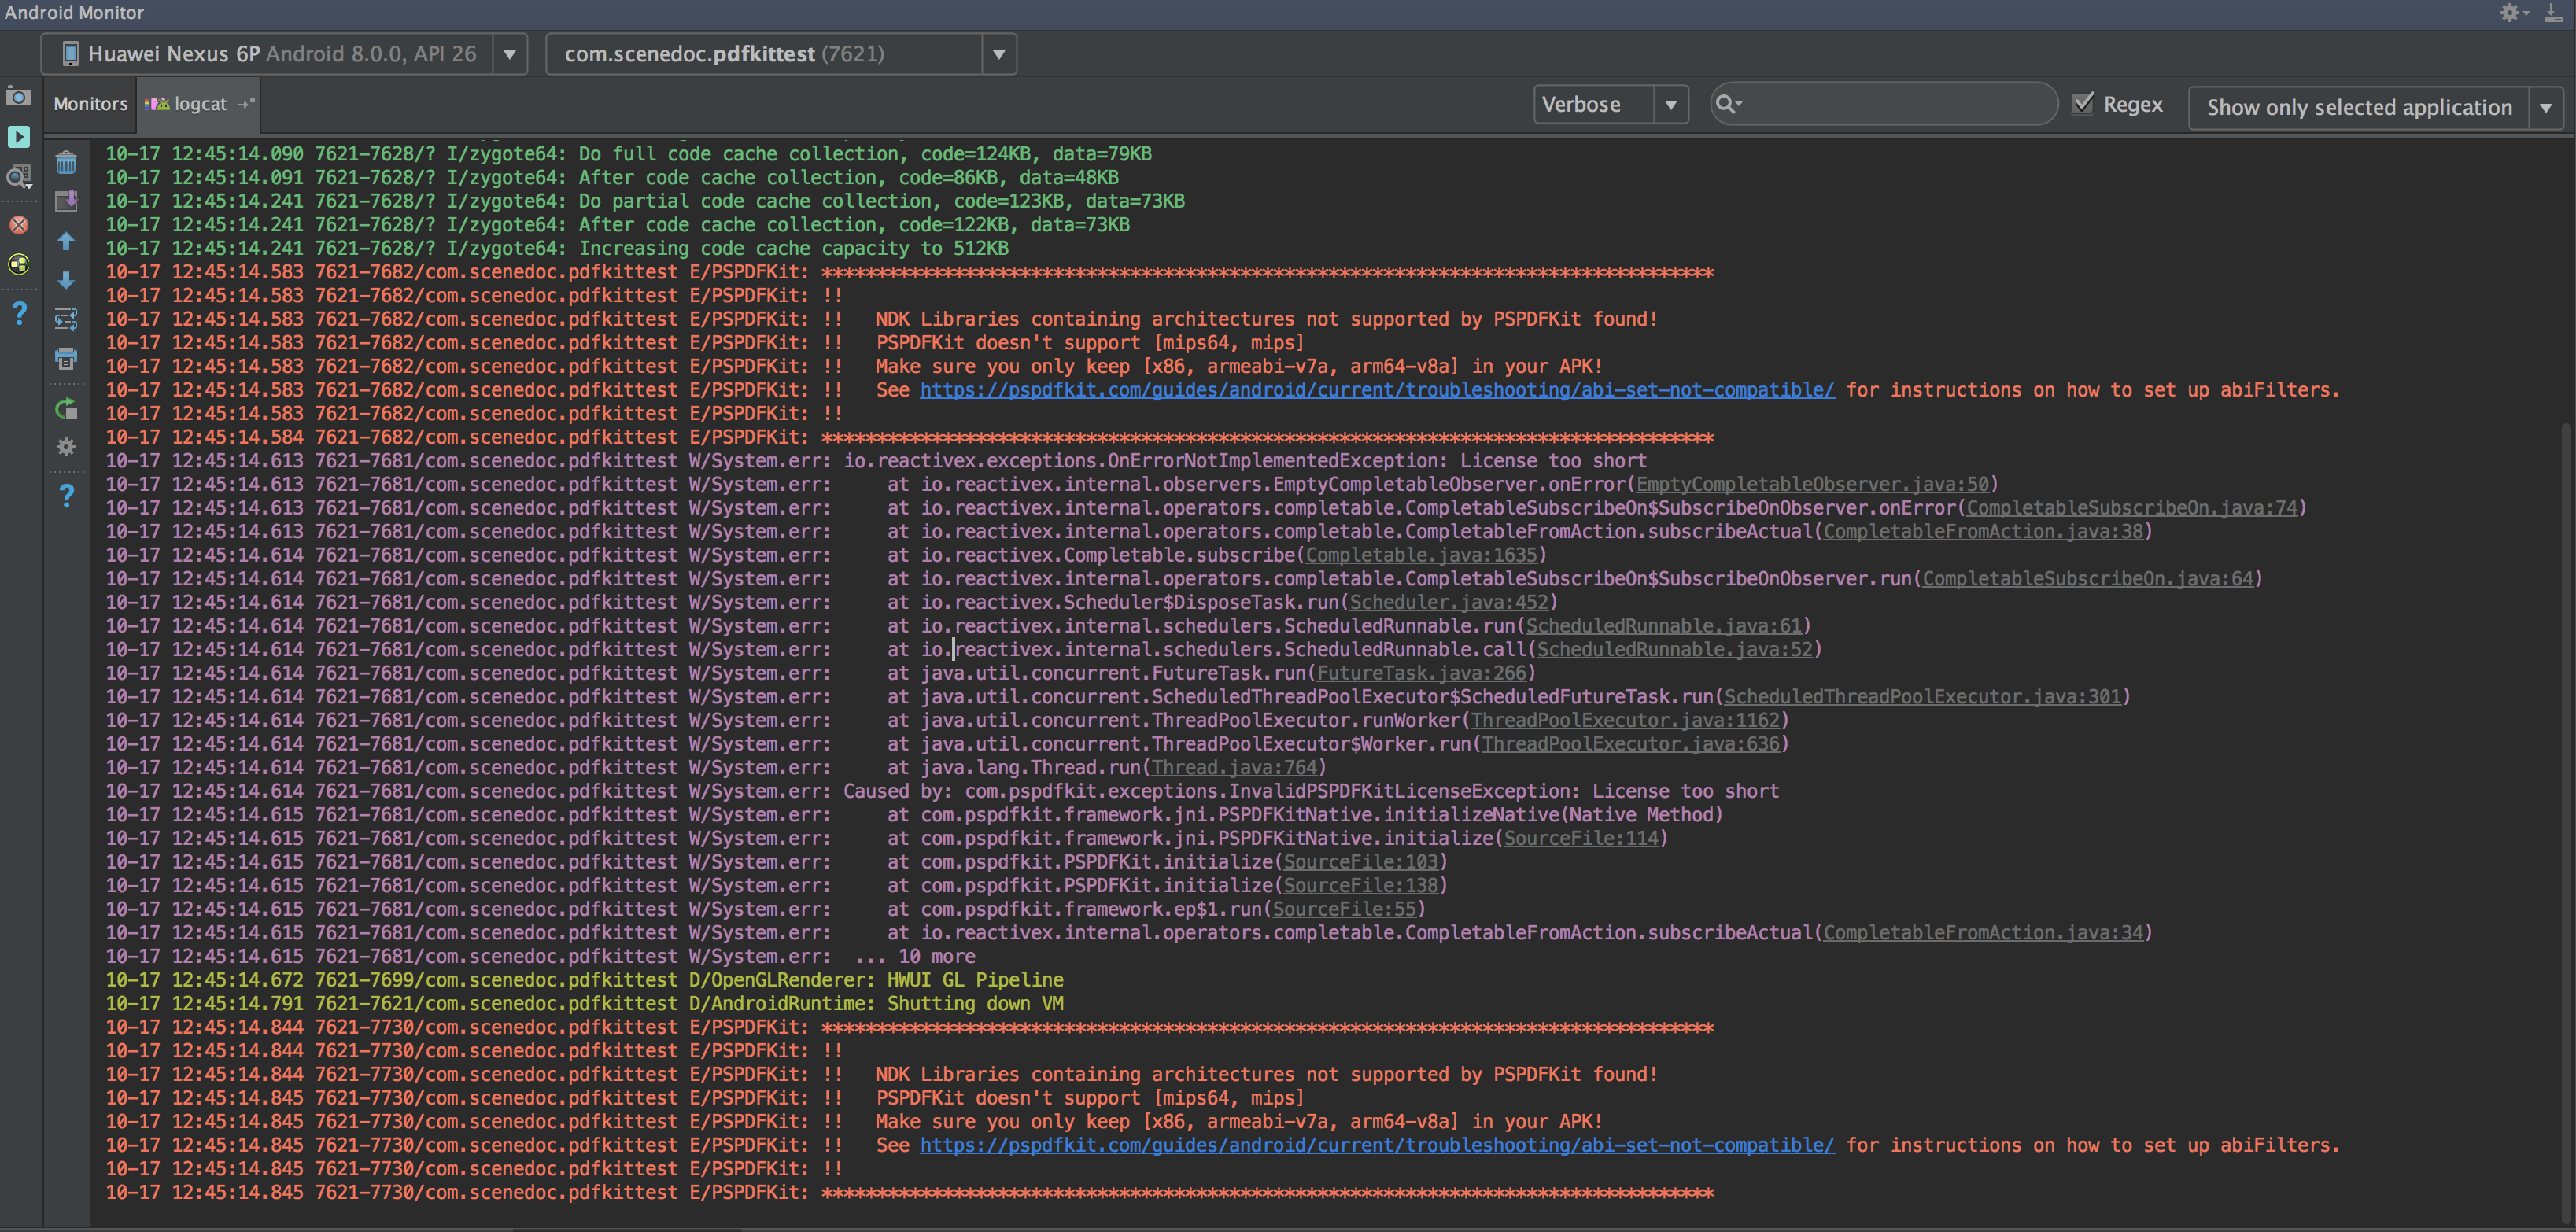 Android Monitor
Huawei Nexus 6P Android 8.0.0, API 26
com.scenedoc.pdfkittest (7621)
Monitors
logcat
Verbose
Regex
Show only selected application
10-17 12:45:14.090 7621-7628/? I/zygote64: Do full code cache collection, code=124KB, data=79KB
10-17 12:45:14.091 7621-7628/? I/zygote64: After code cache collection, code=86KB, data=48KB
10-17 12:45:14.241 7621-7628/? I/zygote64: Do partial code cache collection, code=123KB, data=73KB
10-17 12:45:14.241 7621-7628/? I/zygote64: After code cache collection, code=122KB, data=73KB
10-17 12:45:14.241 7621-7628/? I/zygote64: Increasing code cache capacity to 512KB
10-17 12:45:14.583 7621-7682/com.scenedoc.pdfkittest E/PSPDFKit: *********************************************************************************
10-17 12:45:14.583 7621-7682/com.scenedoc.pdfkittest E/PSPDFKit: !!
10-17 12:45:14.583 7621-7682/com.scenedoc.pdfkittest E/PSPDFKit: !!   NDK Libraries containing architectures not supported by PSPDFKit found!
10-17 12:45:14.583 7621-7682/com.scenedoc.pdfkittest E/PSPDFKit: !!   PSPDFKit doesn't support [mips64, mips]
10-17 12:45:14.583 7621-7682/com.scenedoc.pdfkittest E/PSPDFKit: !!   Make sure you only keep [x86, armeabi-v7a, arm64-v8a] in your APK!
10-17 12:45:14.583 7621-7682/com.scenedoc.pdfkittest E/PSPDFKit: !!   See https://pspdfkit.com/guides/android/current/troubleshooting/abi-set-not-compatible/ for instructions on how to set up abiFilters.
10-17 12:45:14.583 7621-7682/com.scenedoc.pdfkittest E/PSPDFKit: !!
10-17 12:45:14.584 7621-7682/com.scenedoc.pdfkittest E/PSPDFKit: *********************************************************************************
10-17 12:45:14.613 7621-7681/com.scenedoc.pdfkittest W/System.err: io.reactivex.exceptions.OnErrorNotImplementedException: License too short
10-17 12:45:14.613 7621-7681/com.scenedoc.pdfkittest W/System.err:     at io.reactivex.internal.observers.EmptyCompletableObserver.onError(EmptyCompletableObserver.java:50)
10-17 12:45:14.613 7621-7681/com.scenedoc.pdfkittest W/System.err:     at io.reactivex.internal.operators.completable.CompletableSubscribeOn$SubscribeOnObserver.onError(CompletableSubscribeOn.java:74)
10-17 12:45:14.613 7621-7681/com.scenedoc.pdfkittest W/System.err:     at io.reactivex.internal.operators.completable.CompletableFromAction.subscribeActual(CompletableFromAction.java:38)
10-17 12:45:14.614 7621-7681/com.scenedoc.pdfkittest W/System.err:     at io.reactivex.Completable.subscribe(Completable.java:1635)
10-17 12:45:14.614 7621-7681/com.scenedoc.pdfkittest W/System.err:     at io.reactivex.internal.operators.completable.CompletableSubscribeOn$SubscribeOnObserver.run(CompletableSubscribeOn.java:64)
10-17 12:45:14.614 7621-7681/com.scenedoc.pdfkittest W/System.err:     at io.reactivex.Scheduler$DisposeTask.run(Scheduler.java:452)
10-17 12:45:14.614 7621-7681/com.scenedoc.pdfkittest W/System.err:     at io.reactivex.internal.schedulers.ScheduledRunnable.run(ScheduledRunnable.java:61)
10-17 12:45:14.614 7621-7681/com.scenedoc.pdfkittest W/System.err:     at io.reactivex.internal.schedulers.ScheduledRunnable.call(ScheduledRunnable.java:52)
10-17 12:45:14.614 7621-7681/com.scenedoc.pdfkittest W/System.err:     at java.util.concurrent.FutureTask.run(FutureTask.java:266)
10-17 12:45:14.614 7621-7681/com.scenedoc.pdfkittest W/System.err:     at java.util.concurrent.ScheduledThreadPoolExecutor$ScheduledFutureTask.run(ScheduledThreadPoolExecutor.java:301)
10-17 12:45:14.614 7621-7681/com.scenedoc.pdfkittest W/System.err:     at java.util.concurrent.ThreadPoolExecutor.runWorker(ThreadPoolExecutor.java:1162)
10-17 12:45:14.614 7621-7681/com.scenedoc.pdfkittest W/System.err:     at java.util.concurrent.ThreadPoolExecutor$Worker.run(ThreadPoolExecutor.java:636)
10-17 12:45:14.614 7621-7681/com.scenedoc.pdfkittest W/System.err:     at java.lang.Thread.run(Thread.java:764)
10-17 12:45:14.614 7621-7681/com.scenedoc.pdfkittest W/System.err: Caused by: com.pspdfkit.exceptions.InvalidPSPDFKitLicenseException: License too short
10-17 12:45:14.615 7621-7681/com.scenedoc.pdfkittest W/System.err:     at com.pspdfkit.framework.jni.PSPDFKitNative.initializeNative(Native Method)
10-17 12:45:14.615 7621-7681/com.scenedoc.pdfkittest W/System.err:     at com.pspdfkit.framework.jni.PSPDFKitNative.initialize(SourceFile:114)
10-17 12:45:14.615 7621-7681/com.scenedoc.pdfkittest W/System.err:     at com.pspdfkit.PSPDFKit.initialize(SourceFile:103)
10-17 12:45:14.615 7621-7681/com.scenedoc.pdfkittest W/System.err:     at com.pspdfkit.PSPDFKit.initialize(SourceFile:138)
10-17 12:45:14.615 7621-7681/com.scenedoc.pdfkittest W/System.err:     at com.pspdfkit.framework.ep$1.run(SourceFile:55)
10-17 12:45:14.615 7621-7681/com.scenedoc.pdfkittest W/System.err:     at io.reactivex.internal.operators.completable.CompletableFromAction.subscribeActual(CompletableFromAction.java:34)
10-17 12:45:14.615 7621-7681/com.scenedoc.pdfkittest W/System.err:  ... 10 more
10-17 12:45:14.672 7621-7699/com.scenedoc.pdfkittest D/OpenGLRenderer: HWUI GL Pipeline
10-17 12:45:14.791 7621-7621/com.scenedoc.pdfkittest D/AndroidRuntime: Shutting down VM
10-17 12:45:14.844 7621-7730/com.scenedoc.pdfkittest E/PSPDFKit: *********************************************************************************
10-17 12:45:14.844 7621-7730/com.scenedoc.pdfkittest E/PSPDFKit: !!
10-17 12:45:14.844 7621-7730/com.scenedoc.pdfkittest E/PSPDFKit: !!   NDK Libraries containing architectures not supported by PSPDFKit found!
10-17 12:45:14.845 7621-7730/com.scenedoc.pdfkittest E/PSPDFKit: !!   PSPDFKit doesn't support [mips64, mips]
10-17 12:45:14.845 7621-7730/com.scenedoc.pdfkittest E/PSPDFKit: !!   Make sure you only keep [x86, armeabi-v7a, arm64-v8a] in your APK!
10-17 12:45:14.845 7621-7730/com.scenedoc.pdfkittest E/PSPDFKit: !!   See https://pspdfkit.com/guides/android/current/troubleshooting/abi-set-not-compatible/ for instructions on how to set up abiFilters.
10-17 12:45:14.845 7621-7730/com.scenedoc.pdfkittest E/PSPDFKit: !!
10-17 12:45:14.845 7621-7730/com.scenedoc.pdfkittest E/PSPDFKit: *********************************************************************************